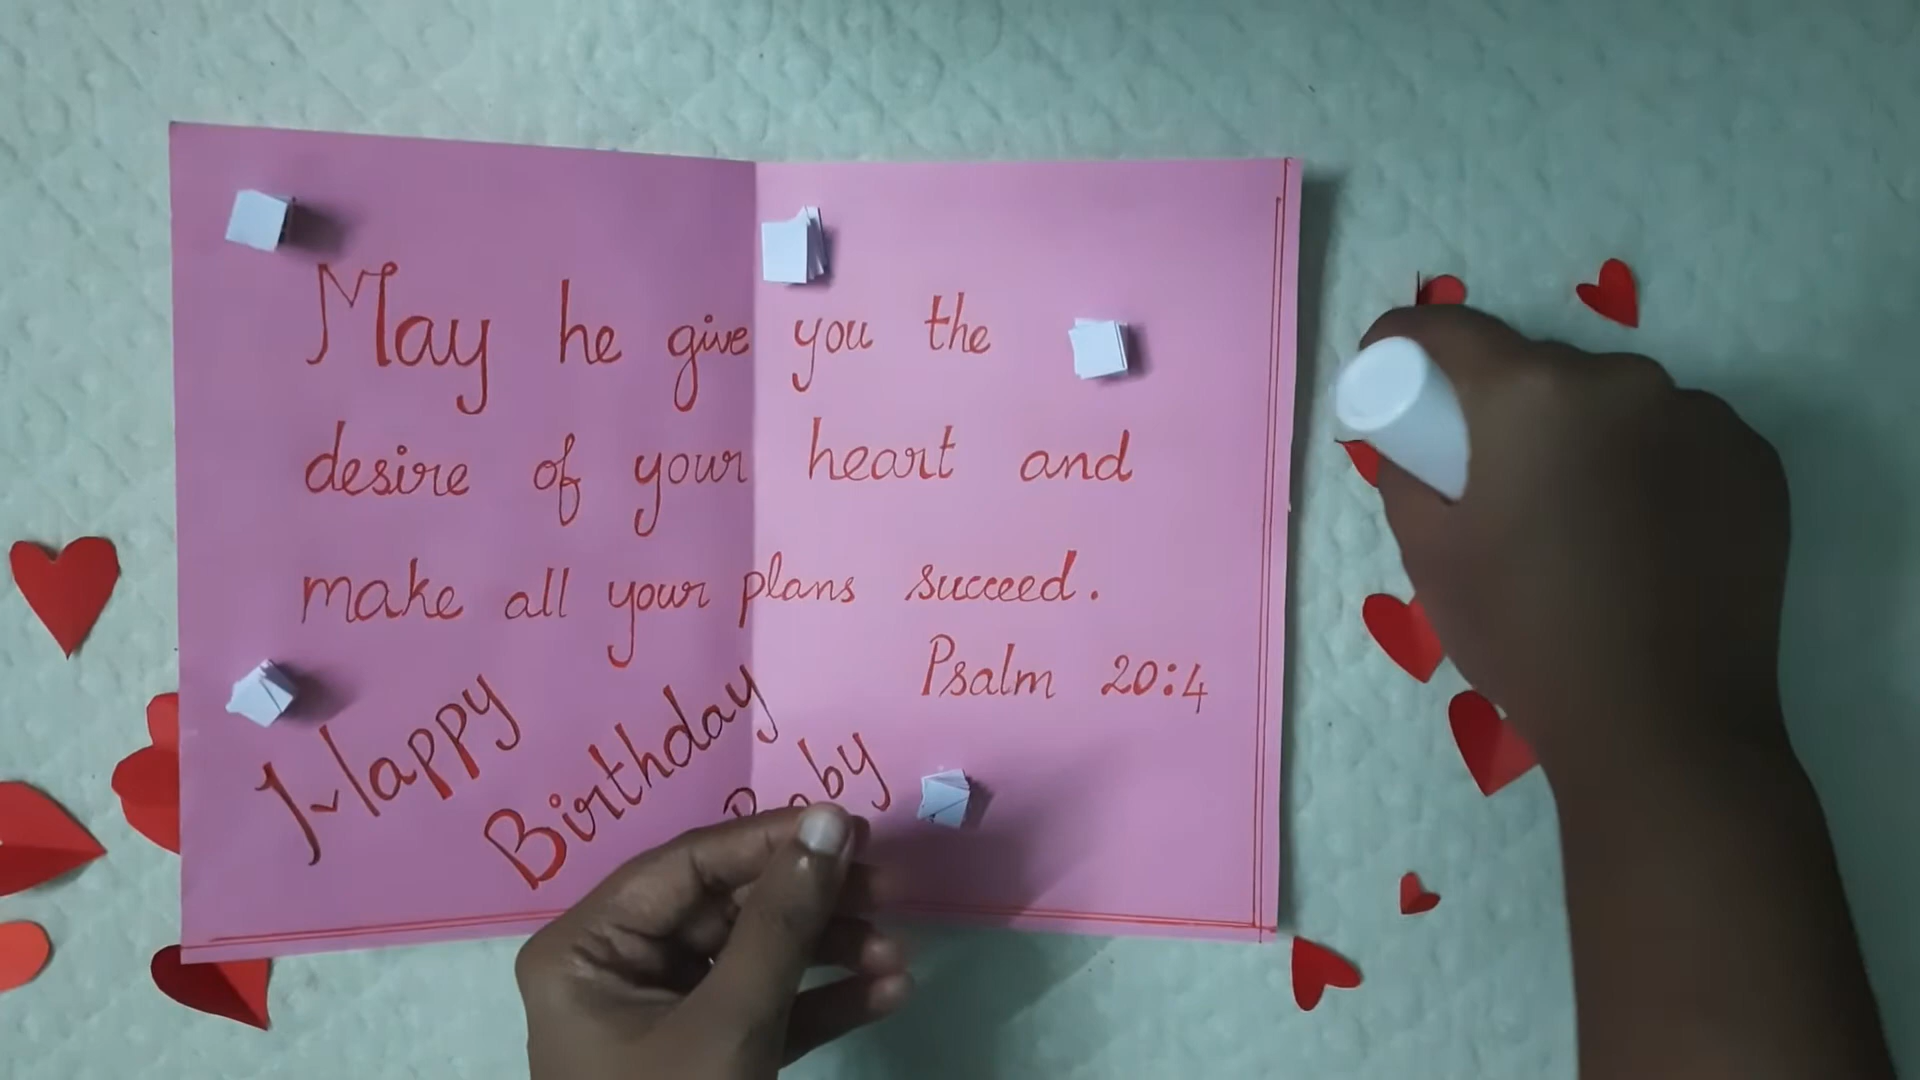 May he give you the
desire of your heart and
make all your plans succeed.
Psalm 20:4
Happy
Birthday
Baby